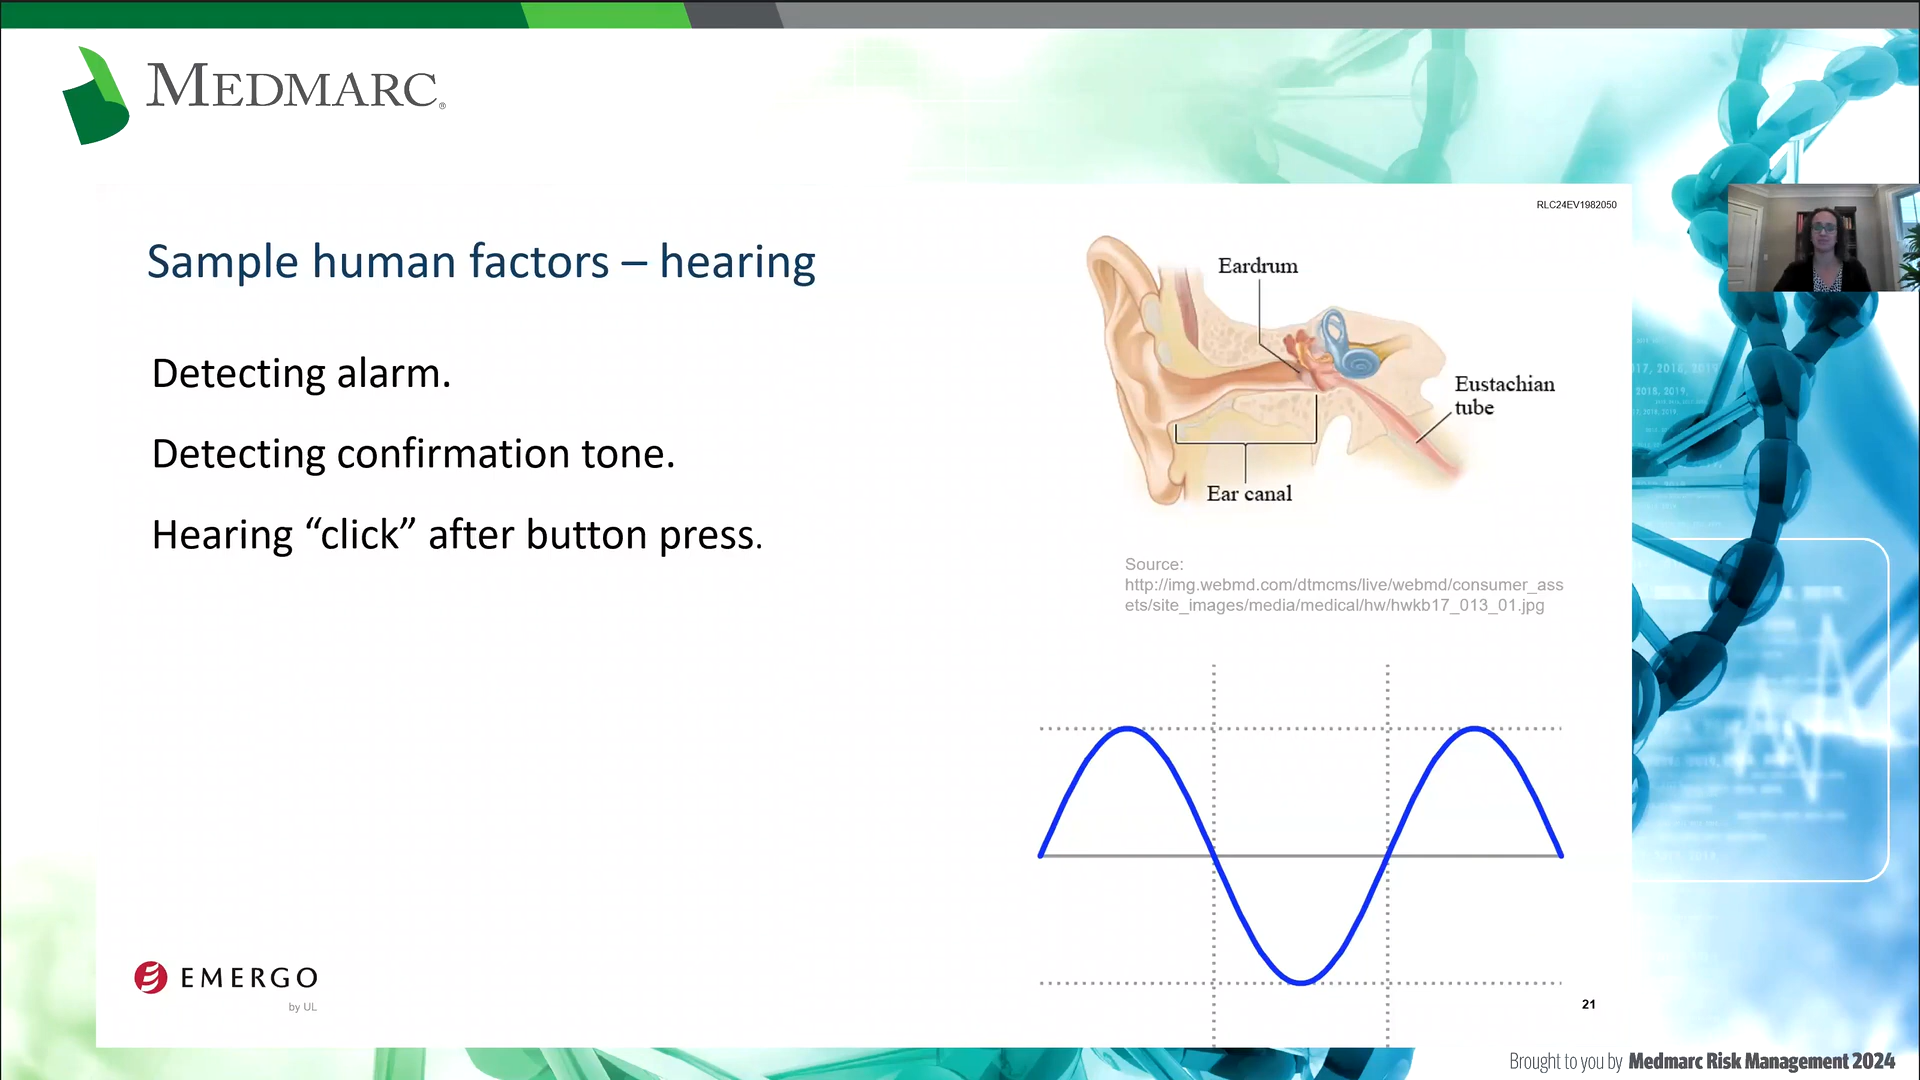 MEDMARC®
RLC24EV1982050
Sample human factors – hearing
Detecting alarm.
Detecting confirmation tone.
Hearing “click” after button press.
Eardrum
Eustachian
tube
Ear canal
Source:
http://img.webmd.com/dtmcms/live/webmd/consumer_ass
ets/site_images/media/medical/hw/hwkb17_013_01.jpg
EMERGO
by UL
21
Brought to you by Medmarc Risk Management 2024